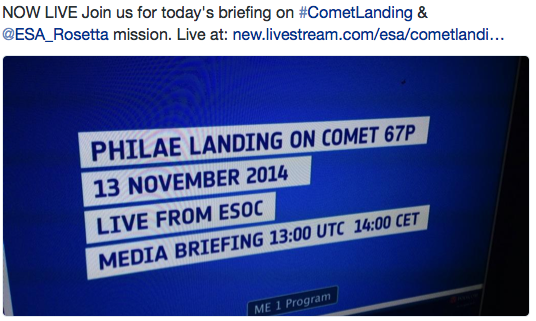 NOW LIVE Join us for today's briefing on #CometLanding &
@ESA_Rosetta mission. Live at: new.livestream.com/esa/cometlandi…
PHILAE LANDING ON COMET 67P
13 NOVEMBER 2014
LIVE FROM ESOC
MEDIA BRIEFING 13:00 UTC 14:00 CET
ME 1 Program